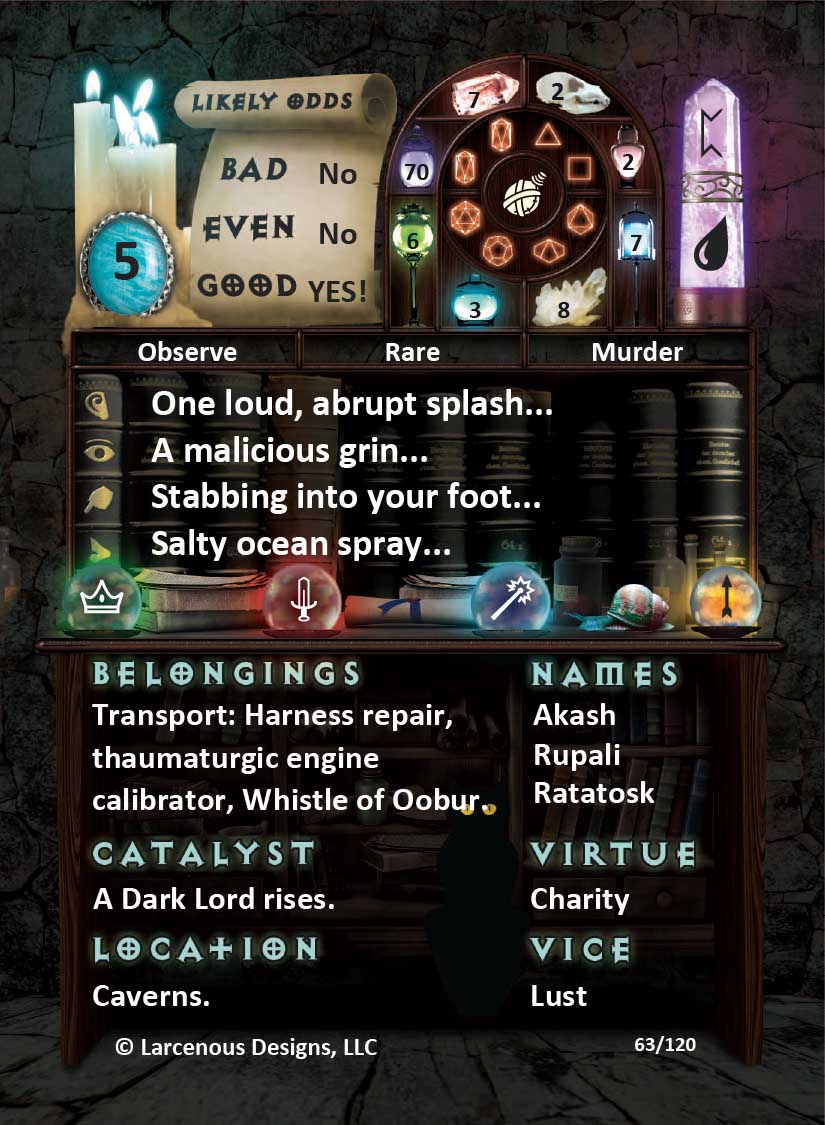 LIKELY ODDS
BAD No
EVEN No
GOOD YES!
5
7
2
70
2
6
7
3
8
ᛈ
Observe Rare Murder
One loud, abrupt splash...
A malicious grin...
Stabbing into your foot...
Salty ocean spray...
BELONGINGS
Transport: Harness repair,
thaumaturgic engine
calibrator, Whistle of Oobur.
NAMES
Akash
Rupali
Ratatosk
CATALYST
A Dark Lord rises.
VIRTUE
Charity
LOCATION
Caverns.
VICE
Lust
© Larcenous Designs, LLC
63/120